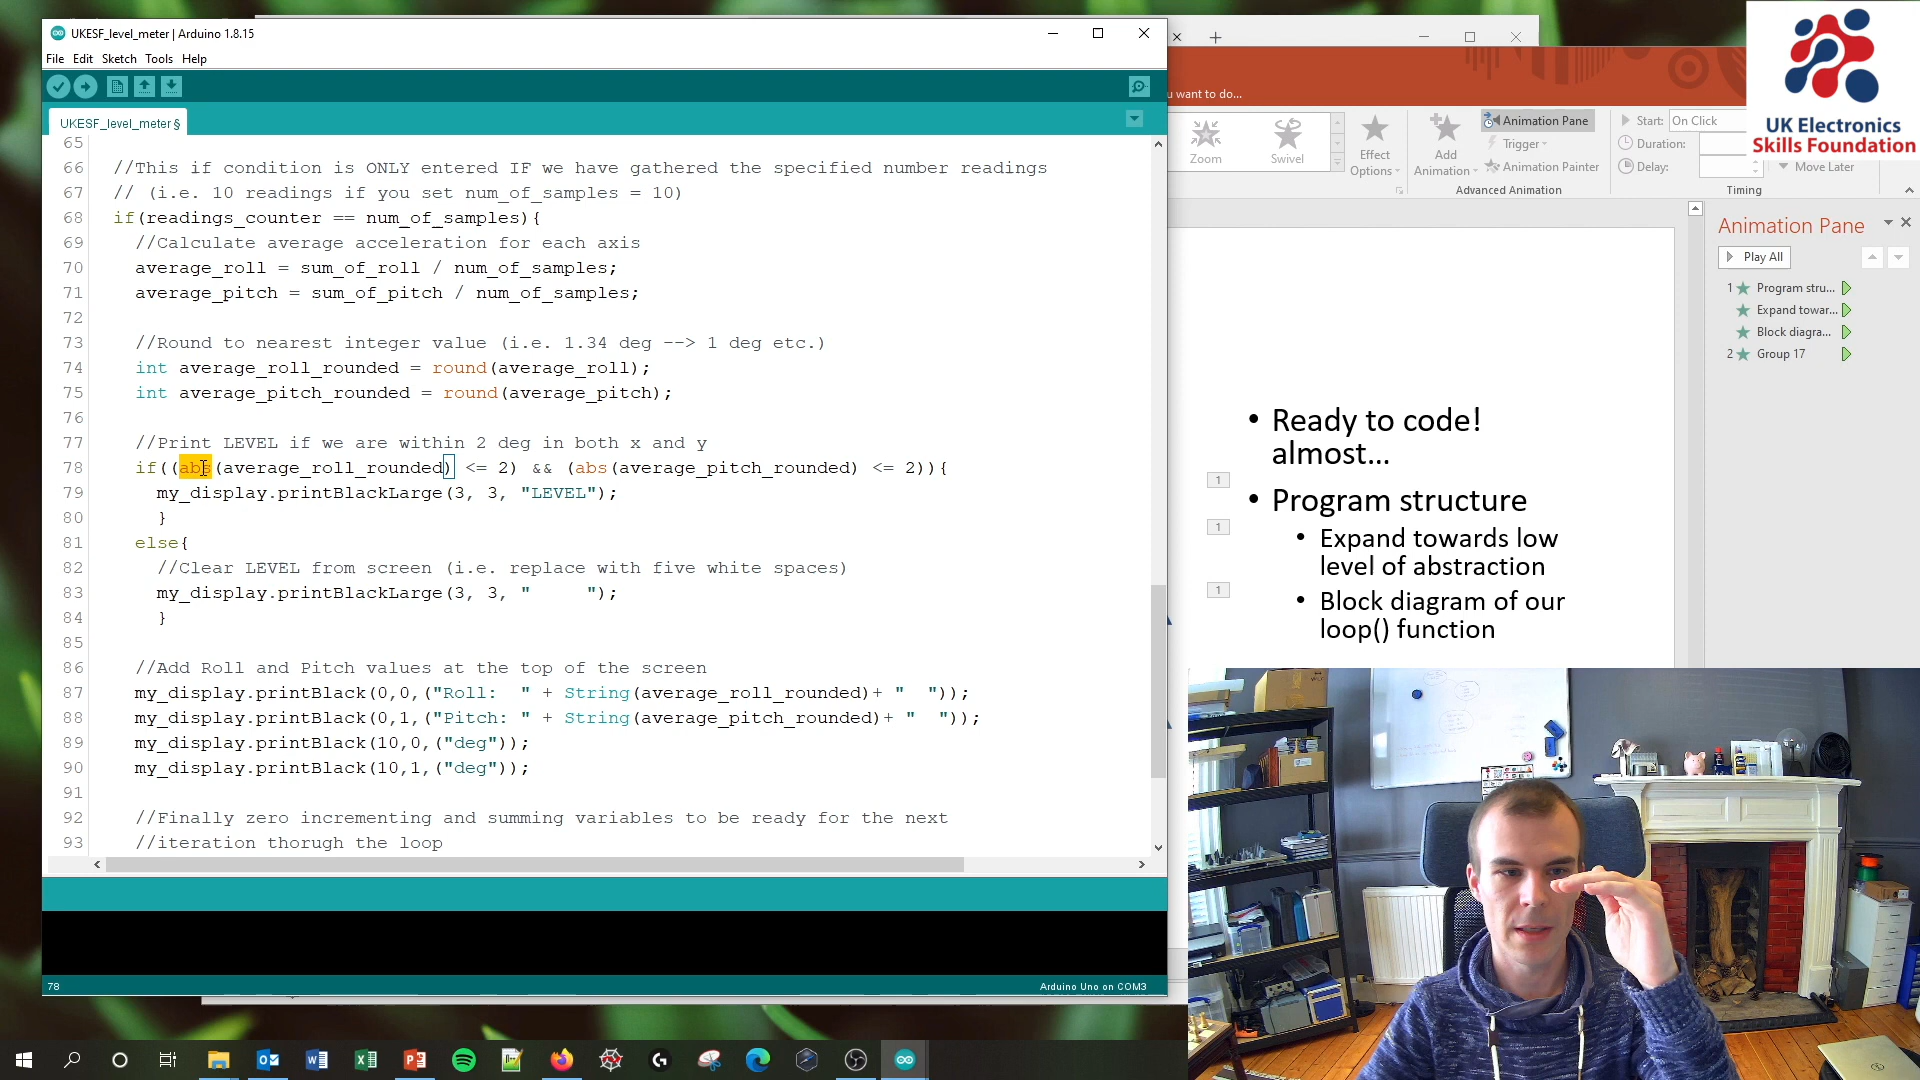 UKESF_level_meter | Arduino 1.8.15
File Edit Sketch Tools Help
UKESF_level_meter §
65
66 //This if condition is ONLY entered IF we have gathered the specified number readings
67 // (i.e. 10 readings if you set num_of_samples = 10)
68 if(readings_counter == num_of_samples){
69 //Calculate average acceleration for each axis
70 average_roll = sum_of_roll / num_of_samples;
71 average_pitch = sum_of_pitch / num_of_samples;
72
73 //Round to nearest integer value (i.e. 1.34 deg --> 1 deg etc.)
74 int average_roll_rounded = round(average_roll);
75 int average_pitch_rounded = round(average_pitch);
76
77 //Print LEVEL if we are within 2 deg in both x and y
78 if((abs(average_roll_rounded) <= 2) && (abs(average_pitch_rounded) <= 2)){
79 my_display.printBlackLarge(3, 3, "LEVEL");
80 }
81 else{
82 //Clear LEVEL from screen (i.e. replace with five white spaces)
83 my_display.printBlackLarge(3, 3, "     ");
84 }
85
86 //Add Roll and Pitch values at the top of the screen
87 my_display.printBlack(0,0,("Roll:  " + String(average_roll_rounded)+ "  "));
88 my_display.printBlack(0,1,("Pitch: " + String(average_pitch_rounded)+ "  "));
89 my_display.printBlack(10,0,("deg"));
90 my_display.printBlack(10,1,("deg"));
91
92 //Finally zero incrementing and summing variables to be ready for the next
93 //iteration thorugh the loop
78
Arduino Uno on COM3
u want to do...
Zoom
Swivel
Effect
Options
Add
Animation
Animation Pane
Trigger
Animation Painter
Advanced Animation
Start: On Click
Duration:
Delay:
Move Later
Timing
UK Electronics
Skills Foundation
Animation Pane
Play All
1 Program stru...
Expand towar...
Block diagra...
2 Group 17
• Ready to code!
almost...
1
• Program structure
1
• Expand towards low
level of abstraction
1
• Block diagram of our
loop() function